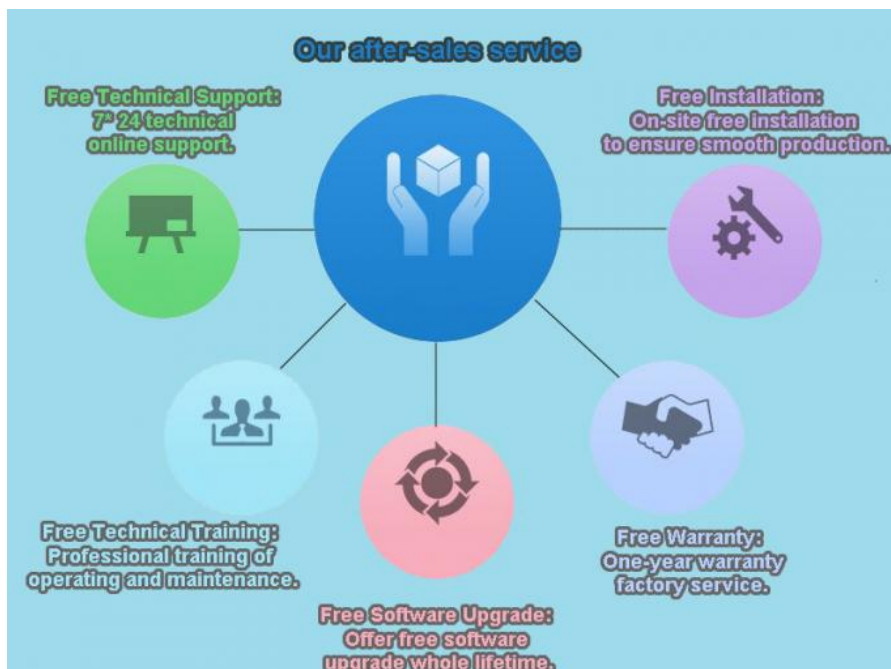 Our after-sales service
Free Technical Support:
7* 24 technical
online support.
Free Installation:
On-site free installation
to ensure smooth production.
Free Technical Training:
Professional training of
operating and maintenance.
Free Warranty:
One-year warranty
factory service.
Free Software Upgrade:
Offer free software
upgrade whole lifetime.